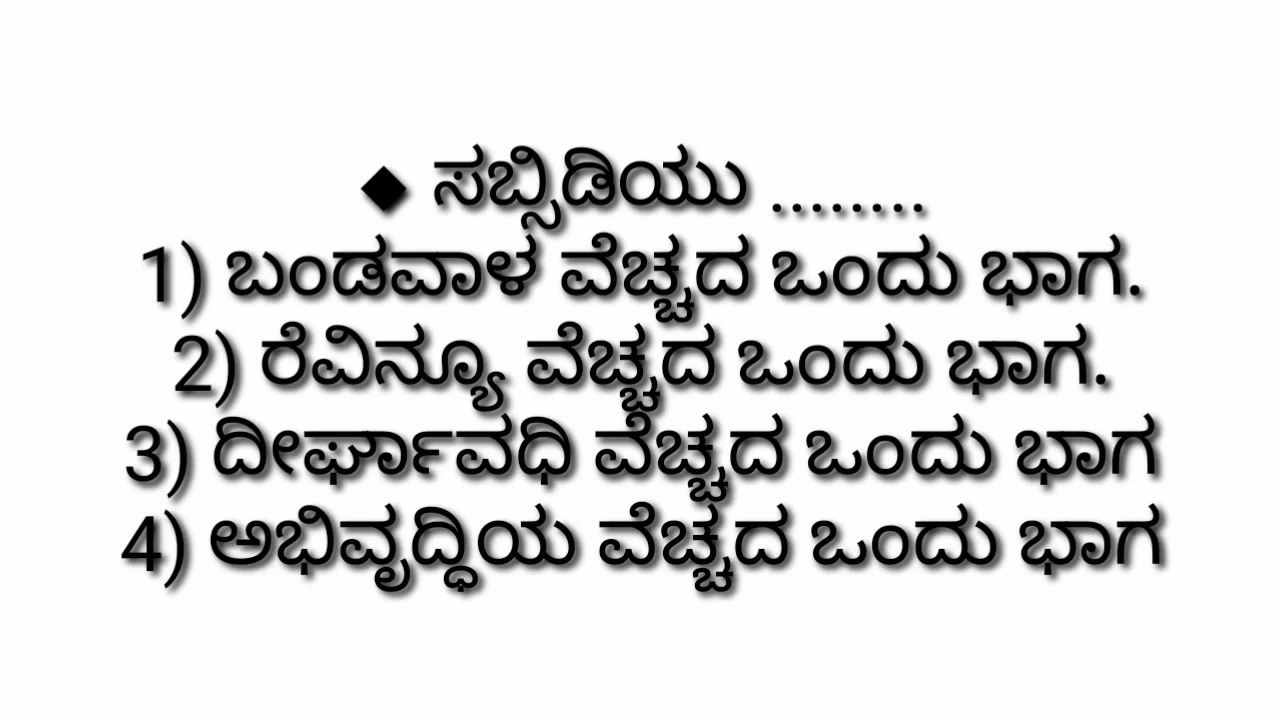 ◆ ಸಬ್ಸಿಡಿಯು ........
1) ಬಂಡವಾಳ ವೆಚ್ಚದ ಒಂದು ಭಾಗ.
2) ರೆವಿನ್ಯೂ ವೆಚ್ಚದ ಒಂದು ಭಾಗ.
3) ದೀರ್ಘಾವಧಿ ವೆಚ್ಚದ ಒಂದು ಭಾಗ
4) ಅಭಿವೃದ್ಧಿಯ ವೆಚ್ಚದ ಒಂದು ಭಾಗ